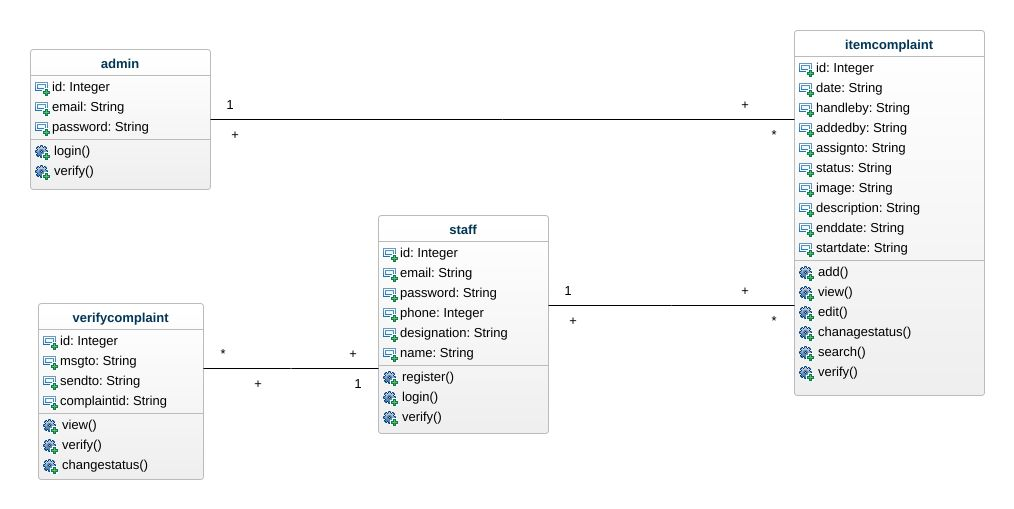 admin
id: Integer
email: String
password: String
login()
verify()
1
+
+
*
itemcomplaint
id: Integer
date: String
handleby: String
addedby: String
assignto: String
status: String
image: String
description: String
enddate: String
startdate: String
add()
view()
edit()
chanagestatus()
search()
verify()
staff
id: Integer
email: String
password: String
phone: Integer
designation: String
name: String
register()
login()
verify()
1
+
+
*
verifycomplaint
id: Integer
msgto: String
sendto: String
complaintid: String
view()
verify()
changestatus()
*
+
+
1